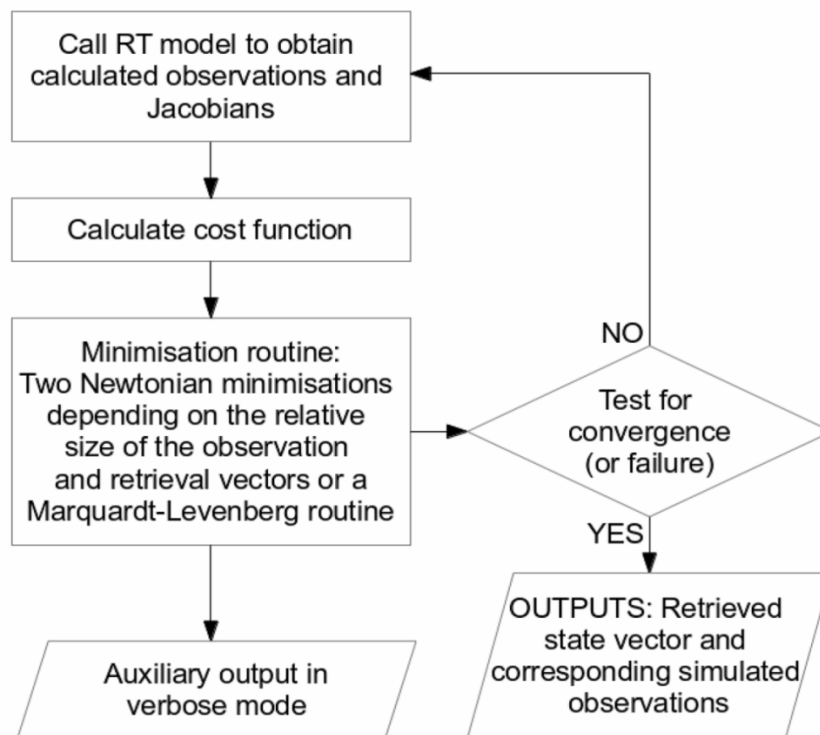 Call RT model to obtain
calculated observations and
Jacobians
Calculate cost function
Minimisation routine:
Two Newtonian minimisations
depending on the relative
size of the observation
and retrieval vectors or a
Marquardt-Levenberg routine
NO
Test for
convergence
(or failure)
YES
OUTPUTS: Retrieved
state vector and
corresponding simulated
observations
Auxiliary output in
verbose mode